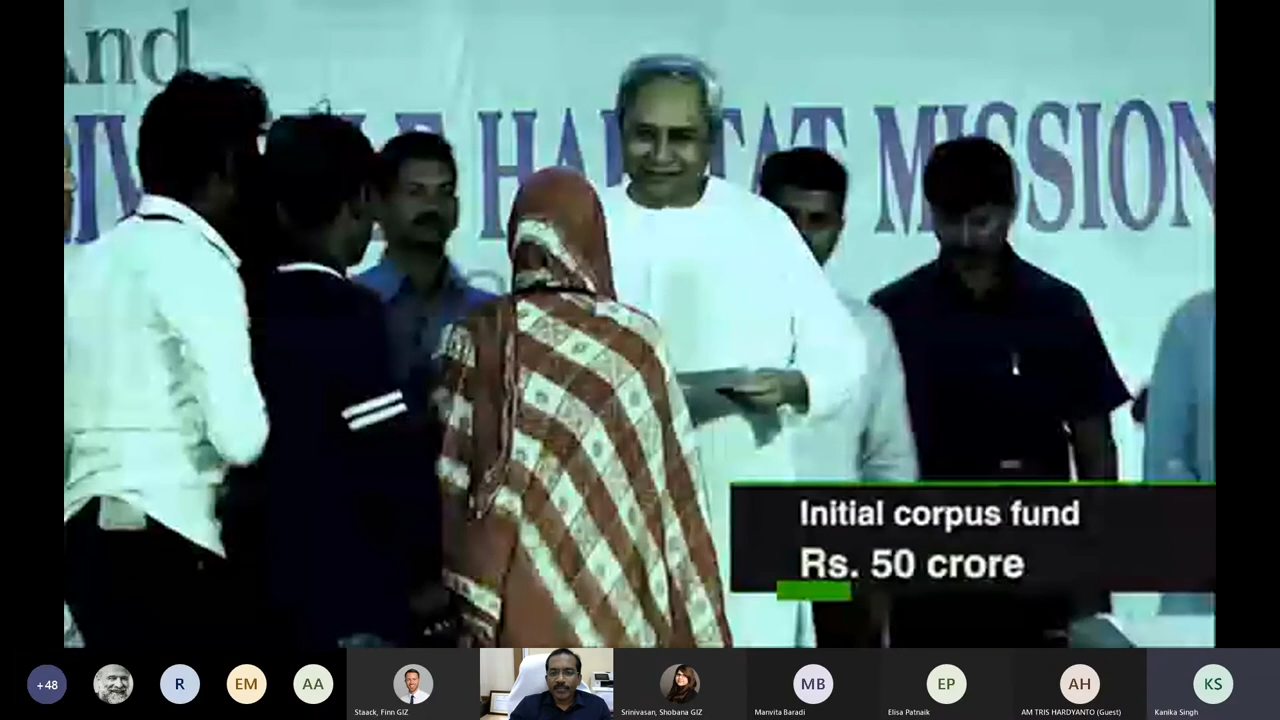 And
HABITAT MISSION
Initial corpus fund
Rs. 50 crore
+48
R
EM
AA
Staack, Finn GIZ
Srinivasan, Shobana GIZ
MB
Manvita Baradi
EP
Elisa Patnaik
AH
AM TRIS HARDYANTO (Guest)
KS
Kanika Singh